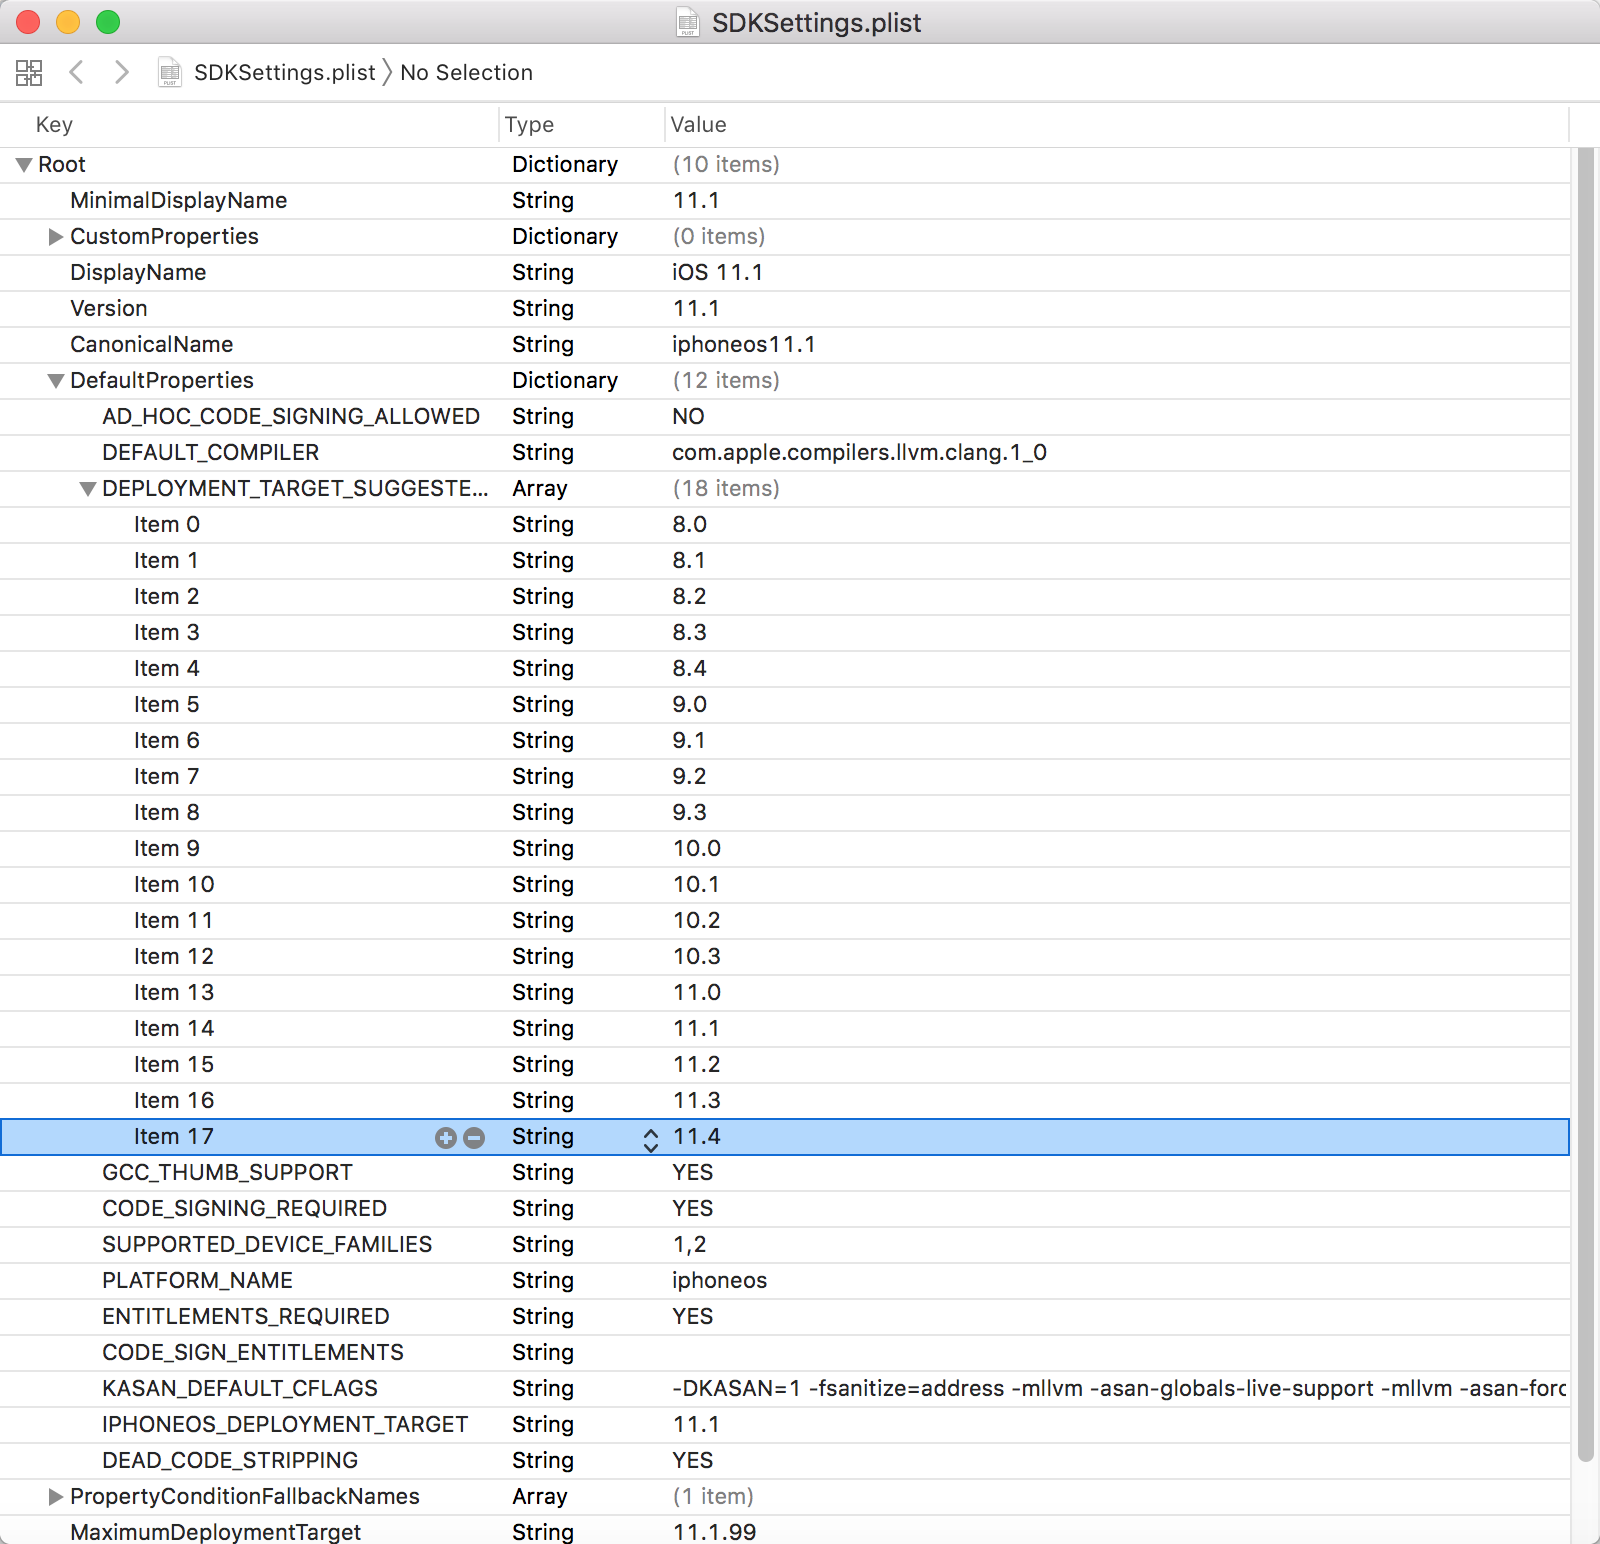 SDKSettings.plist
SDKSettings.plist No Selection
Key Type Value
Root Dictionary (10 items)
MinimalDisplayName String 11.1
CustomProperties Dictionary (0 items)
DisplayName String iOS 11.1
Version String 11.1
CanonicalName String iphoneos11.1
DefaultProperties Dictionary (12 items)
AD_HOC_CODE_SIGNING_ALLOWED String NO
DEFAULT_COMPILER String com.apple.compilers.llvm.clang.1_0
DEPLOYMENT_TARGET_SUGGESTE... Array (18 items)
Item 0 String 8.0
Item 1 String 8.1
Item 2 String 8.2
Item 3 String 8.3
Item 4 String 8.4
Item 5 String 9.0
Item 6 String 9.1
Item 7 String 9.2
Item 8 String 9.3
Item 9 String 10.0
Item 10 String 10.1
Item 11 String 10.2
Item 12 String 10.3
Item 13 String 11.0
Item 14 String 11.1
Item 15 String 11.2
Item 16 String 11.3
Item 17 String 11.4
GCC_THUMB_SUPPORT String YES
CODE_SIGNING_REQUIRED String YES
SUPPORTED_DEVICE_FAMILIES String 1,2
PLATFORM_NAME String iphoneos
ENTITLEMENTS_REQUIRED String YES
CODE_SIGN_ENTITLEMENTS String
KASAN_DEFAULT_CFLAGS String -DKASAN=1 -fsanitize=address -mllvm -asan-globals-live-support -mllvm -asan-forc
IPHONEOS_DEPLOYMENT_TARGET String 11.1
DEAD_CODE_STRIPPING String YES
PropertyConditionFallbackNames Array (1 item)
MaximumDeploymentTarget String 11.1.99